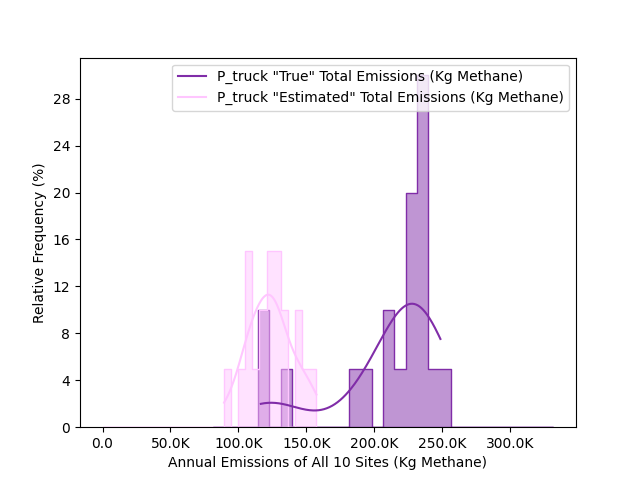 P_truck "True" Total Emissions (Kg Methane)
P_truck "Estimated" Total Emissions (Kg Methane)
28
24
20
16
12
8
4
0
Relative Frequency (%)
0.0 50.0K 100.0K 150.0K 200.0K 250.0K 300.0K
Annual Emissions of All 10 Sites (Kg Methane)